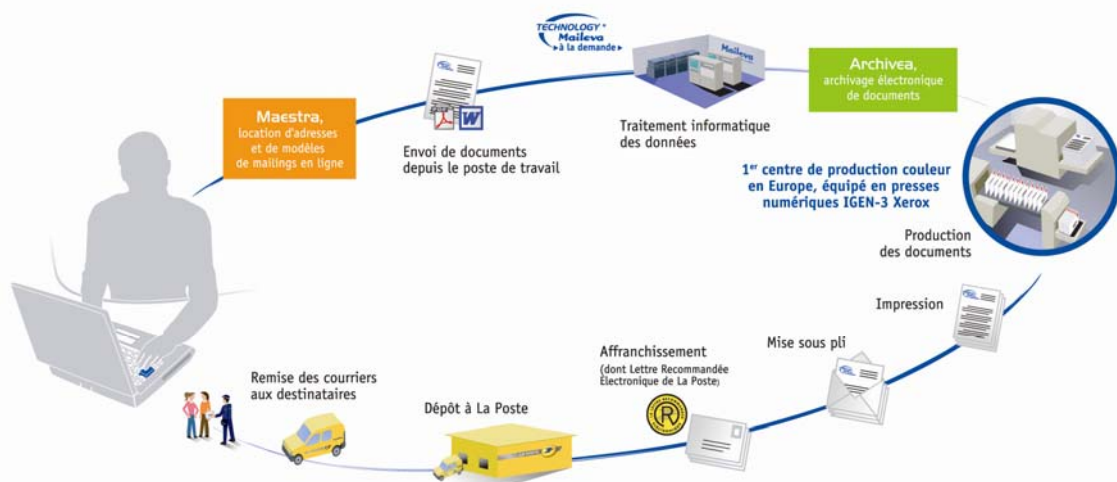 TECHNOLOGY®
Maileva
à la demande
Maileva
Maestra,
location d'adresses
et de modèles
de mailings en ligne
Envoi de documents
depuis le poste de travail
Traitement informatique
des données
Archivea,
archivage électronique
de documents
1er centre de production couleur
en Europe, équipé en presses
numériques IGEN-3 Xerox
Production
des documents
Impression
Mise sous pli
Affranchissement
(dont Lettre Recommandée
Électronique de La Poste)
R
Dépôt à La Poste
LA POSTE
Remise des courriers
aux destinataires